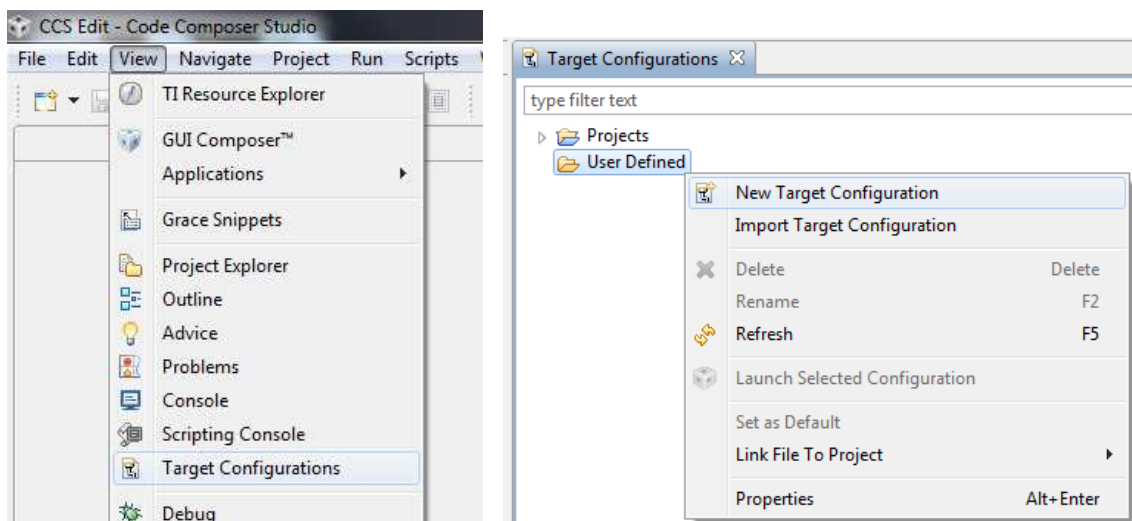 CCS Edit - Code Composer Studio
File Edit View Navigate Project Run Scripts
TI Resource Explorer
GUI Composer™
Applications
Grace Snippets
Project Explorer
Outline
Advice
Problems
Console
Scripting Console
Target Configurations
Debug
Target Configurations
type filter text
Projects
User Defined
New Target Configuration
Import Target Configuration
Delete Delete
Rename F2
Refresh F5
Launch Selected Configuration
Set as Default
Link File To Project
Properties Alt+Enter